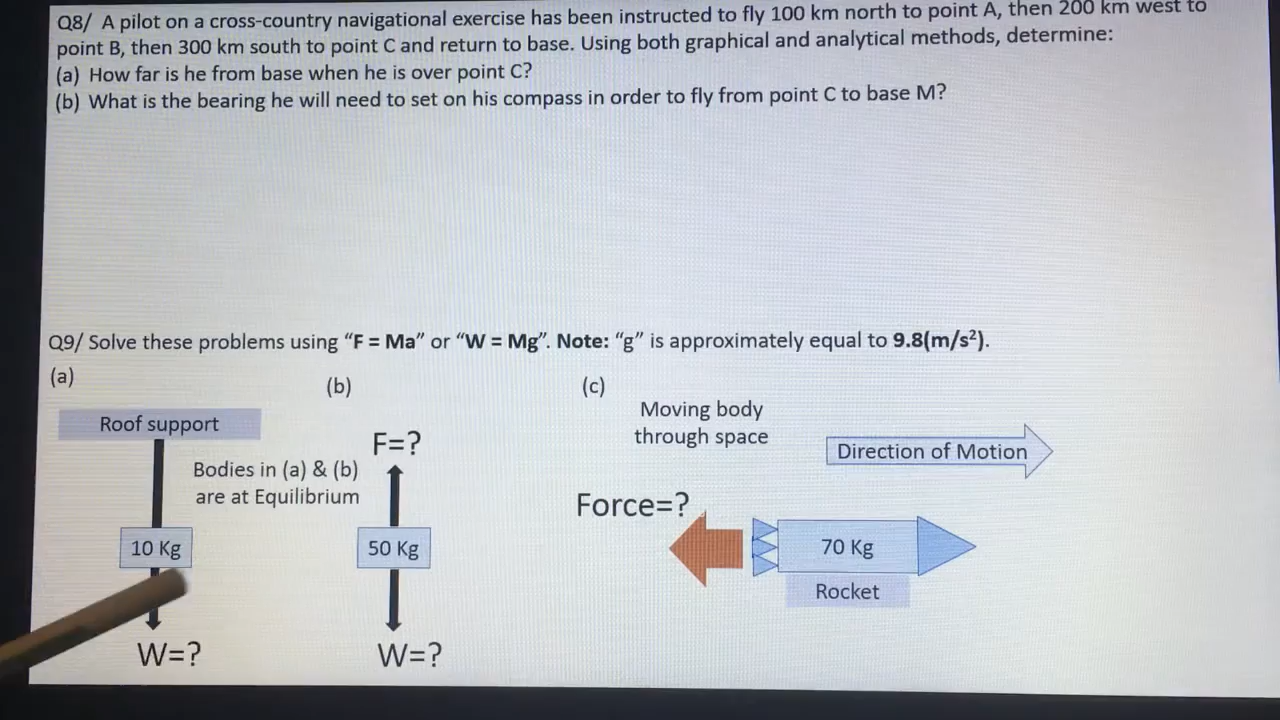 Q8/ A pilot on a cross-country navigational exercise has been instructed to fly 100 km north to point A, then 200 km west to
point B, then 300 km south to point C and return to base. Using both graphical and analytical methods, determine:
(a) How far is he from base when he is over point C?
(b) What is the bearing he will need to set on his compass in order to fly from point C to base M?
Q9/ Solve these problems using “F = Ma” or “W = Mg”. Note: “g” is approximately equal to 9.8(m/s²).
(a)
(b)
(c)
Roof support
Bodies in (a) & (b)
are at Equilibrium
10 Kg
W=?
F=?
50 Kg
W=?
Moving body
through space
Direction of Motion
Force=?
70 Kg
Rocket